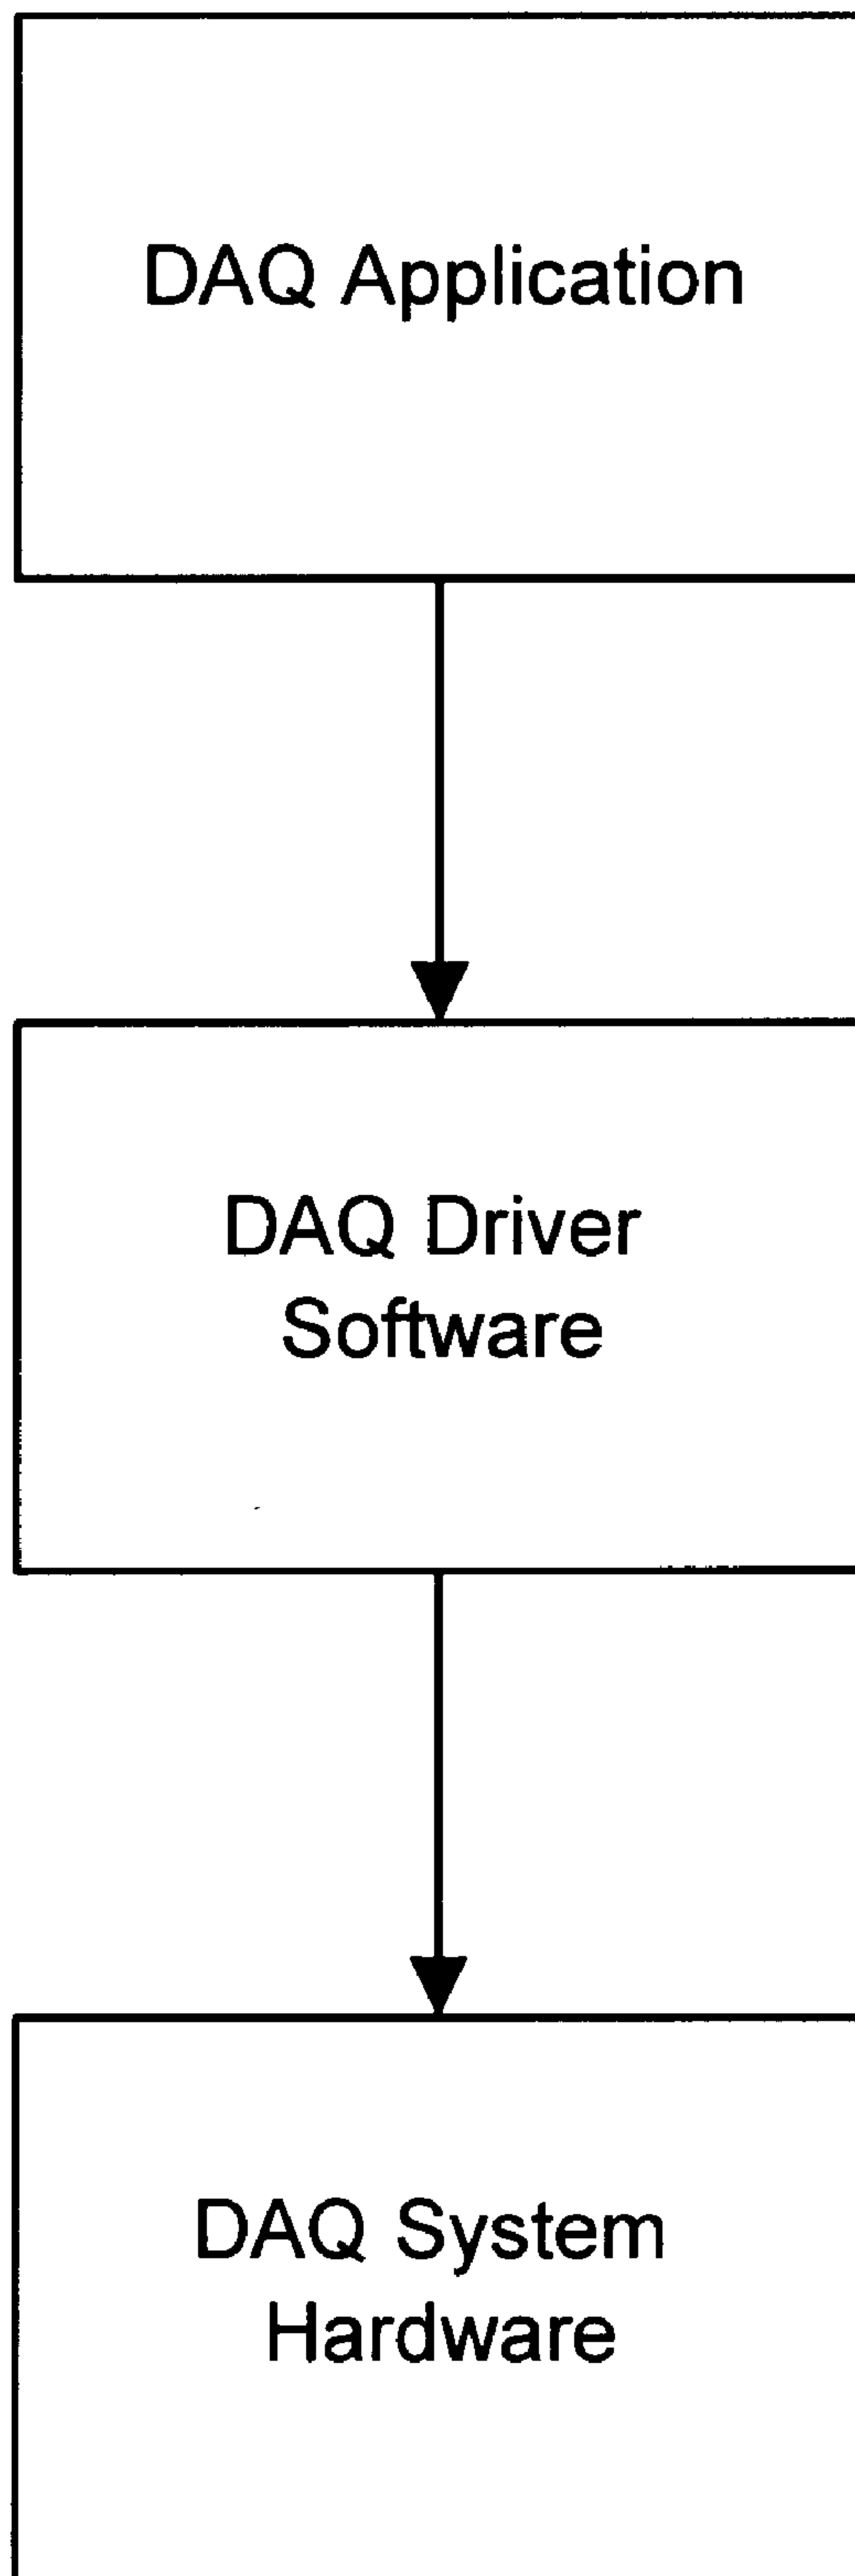 DAQ Application
DAQ Driver
Software
DAQ System
Hardware